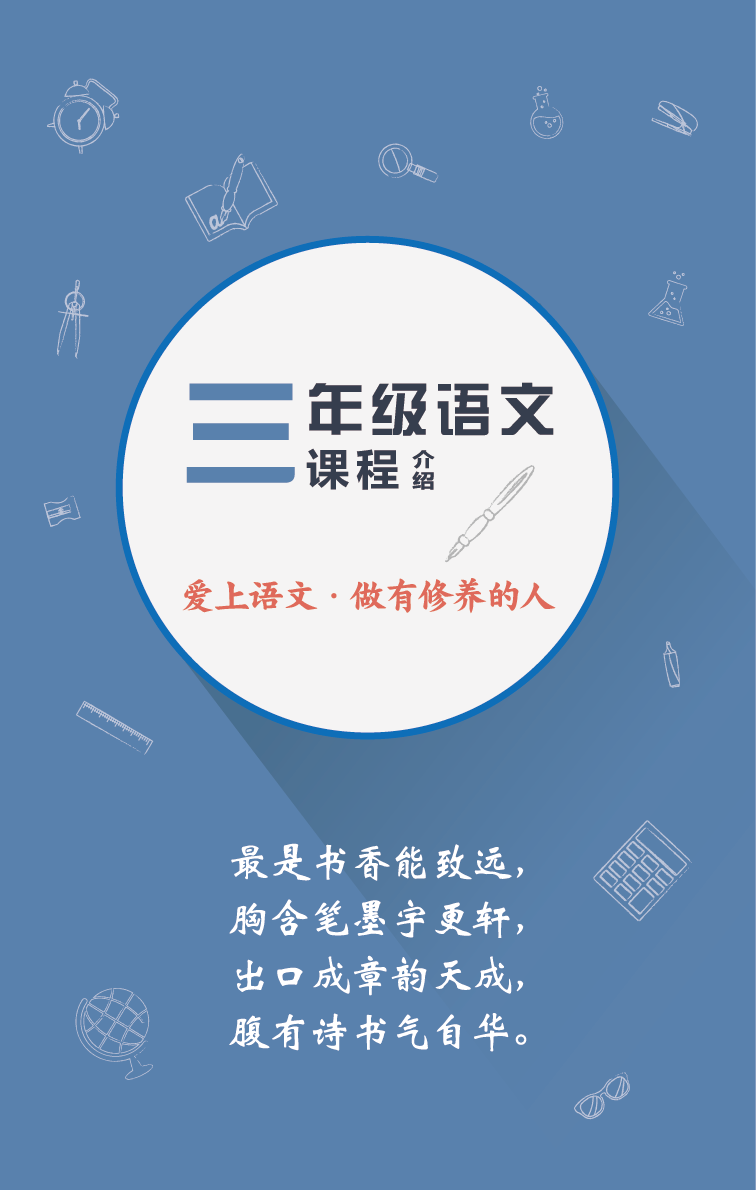 三年级语文
课程介绍
爱上语文·做有修养的人
最是书香能致远，
胸含笔墨宇更轩，
出口成章韵天成，
腹有诗书气自华。
a